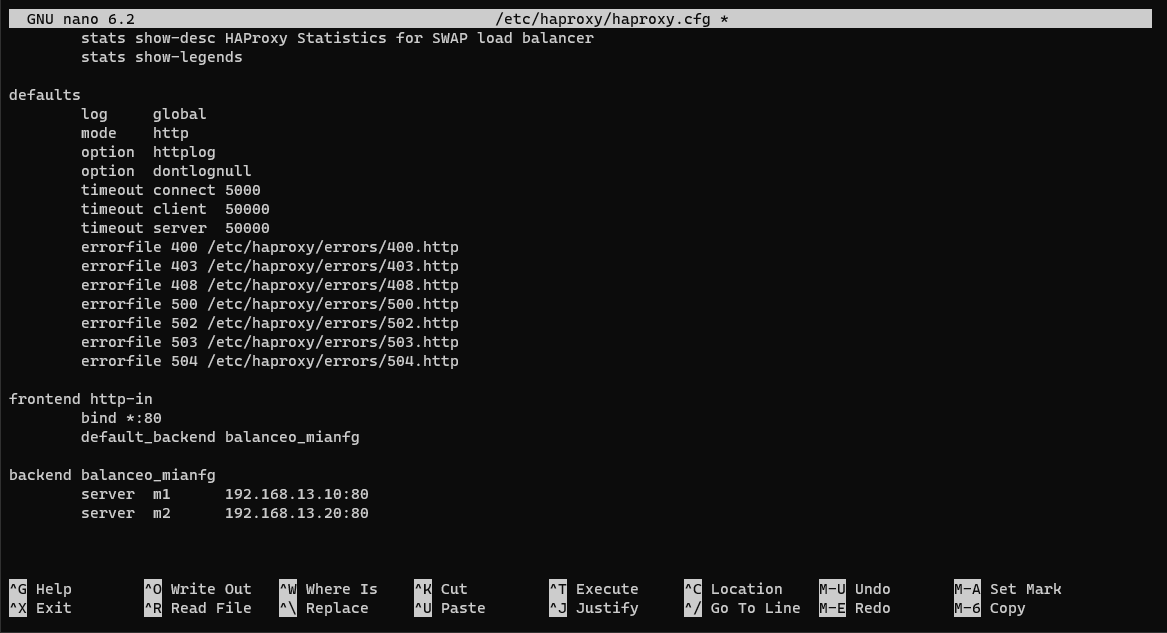 GNU nano 6.2 /etc/haproxy/haproxy.cfg *
stats show-desc HAProxy Statistics for SWAP load balancer
stats show-legends
defaults
log global
mode http
option httplog
option dontlognull
timeout connect 5000
timeout client 50000
timeout server 50000
errorfile 400 /etc/haproxy/errors/400.http
errorfile 403 /etc/haproxy/errors/403.http
errorfile 408 /etc/haproxy/errors/408.http
errorfile 500 /etc/haproxy/errors/500.http
errorfile 502 /etc/haproxy/errors/502.http
errorfile 503 /etc/haproxy/errors/503.http
errorfile 504 /etc/haproxy/errors/504.http
frontend http-in
bind *:80
default_backend balanceo_mianfg
backend balanceo_mianfg
server m1 192.168.13.10:80
server m2 192.168.13.20:80
^G Help ^O Write Out ^W Where Is ^K Cut ^T Execute ^C Location M-U Undo M-A Set Mark
^X Exit ^R Read File ^\ Replace ^U Paste ^J Justify ^/ Go To Line M-E Redo M-6 Copy